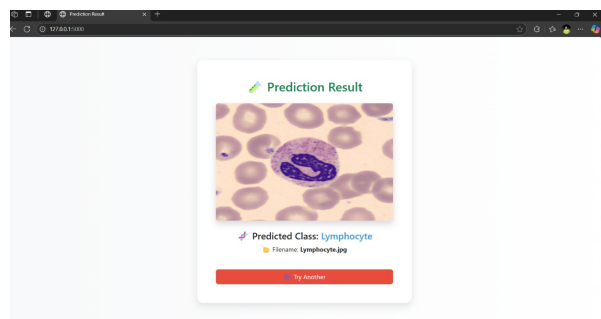 Prediction Result
127.0.0.1:5000
Prediction Result
Predicted Class: Lymphocyte
Filename: Lymphocyte.jpg
Try Another